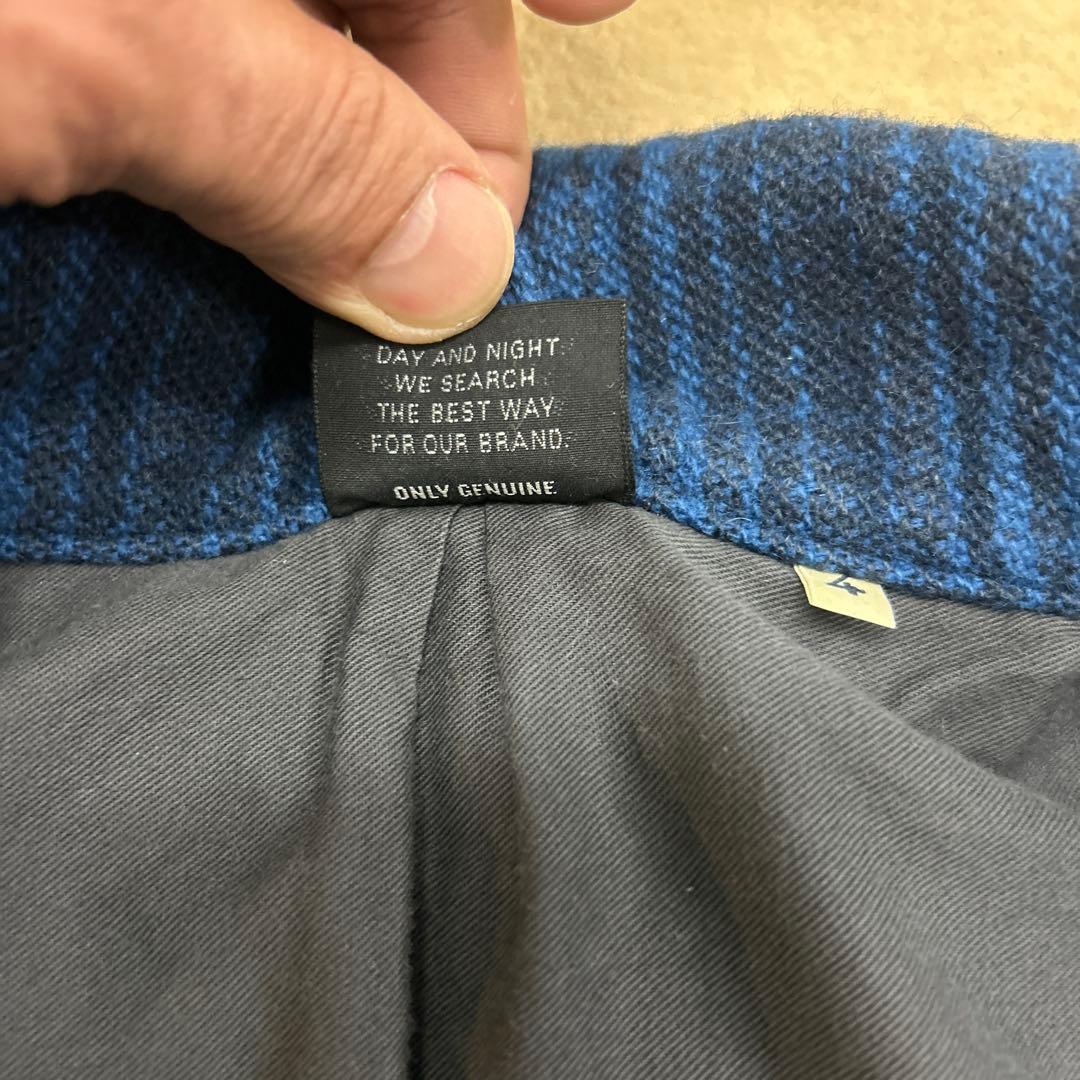 DAY AND NIGHT
WE SEARCH
THE BEST WAY
FOR OUR BRAND.
ONLY GENUINE.
4